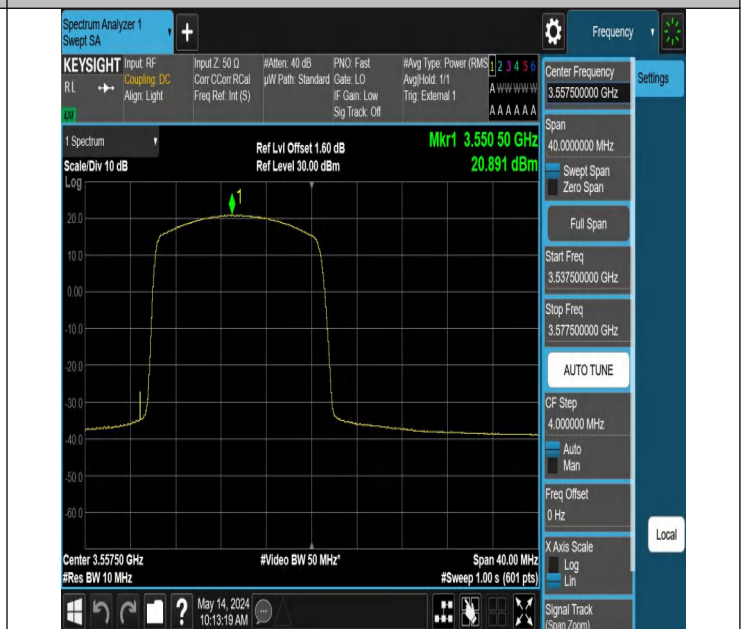 Spectrum Analyzer 1
Swept SA
+
Frequency
KEYSIGHT
RL
LXI
Input: RF
Coupling: DC
Align: Light
Input Z: 50 Ω
Corr CCorr RCal
Freq Ref: Int (S)
#Atten: 40 dB
µW Path: Standard
PNO: Fast
Gate: LO
IF Gain: Low
Sig Track: Off
#Avg Type: Power (RMS
Avg|Hold: 1/1
Trig: External 1
1 2 3 4 5 6
A W W W W W
A A A A A A
1 Spectrum
Scale/Div 10 dB
Log
Ref Lvl Offset 1.60 dB
Ref Level 30.00 dBm
Mkr1 3.550 50 GHz
20.891 dBm
1
20.0
10.0
0.00
-10.0
-20.0
-30.0
-40.0
-50.0
-60.0
Center 3.55750 GHz
#Res BW 10 MHz
#Video BW 50 MHz*
Span 40.00 MHz
#Sweep 1.00 s (601 pts)
?
May 14, 2024
10:13:19 AM
Center Frequency
3.557500000 GHz
Settings
Span
40.0000000 MHz
Swept Span
Zero Span
Full Span
Start Freq
3.537500000 GHz
Stop Freq
3.577500000 GHz
AUTO TUNE
CF Step
4.000000 MHz
Auto
Man
Freq Offset
0 Hz
X Axis Scale
Log
Lin
Local
Signal Track
(Span Zoom)